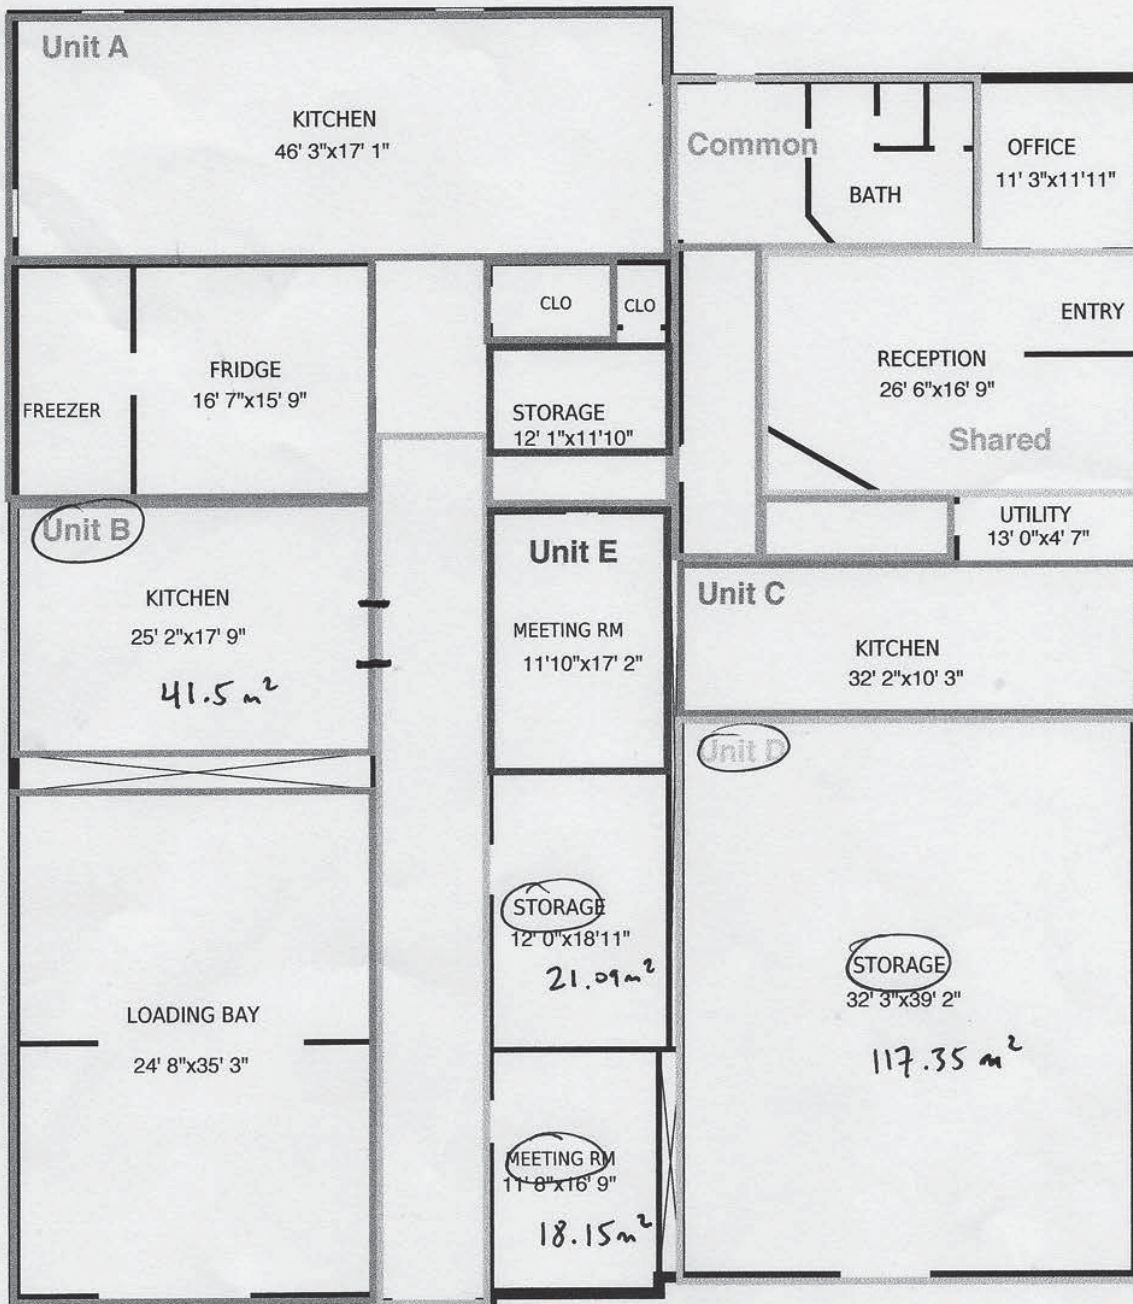 Unit A
KITCHEN
46' 3"x17' 1"
Common
BATH
OFFICE
11' 3"x11'11"
FREEZER
FRIDGE
16' 7"x15' 9"
CLO
CLO
STORAGE
12' 1"x11'10"
ENTRY
RECEPTION
26' 6"x16' 9"
Shared
UTILITY
13' 0"x4' 7"
Unit B
KITCHEN
25' 2"x17' 9"
41.5 m²
Unit E
MEETING RM
11'10"x17' 2"
Unit C
KITCHEN
32' 2"x10' 3"
Unit D
STORAGE
32' 3"x39' 2"
117.35 m²
STORAGE
12' 0"x18'11"
21.09 m²
LOADING BAY
24' 8"x35' 3"
MEETING RM
11' 8"x16' 9"
18.15 m²